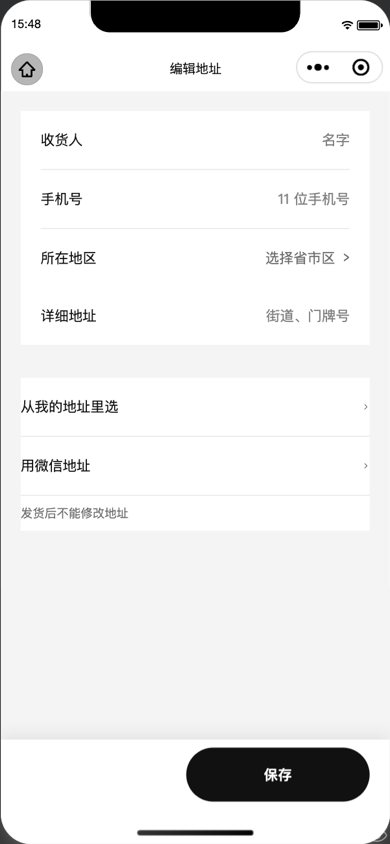 15:48
编辑地址
收货人 名字
手机号 11 位手机号
所在地区 选择省市区 >
详细地址 街道、门牌号
从我的地址里选 >
用微信地址 >
发货后不能修改地址
保存